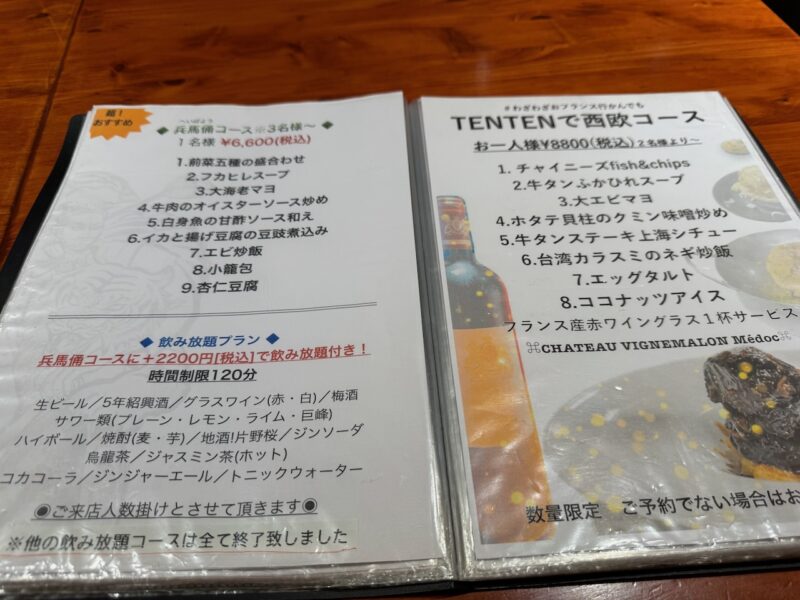 超!
おすすめ
へいばよう
◆ 兵馬俑コース※3名様〜 ◆
1名様 ¥6,600(税込)
1.前菜五種の盛合わせ
2.フカヒレスープ
3.大海老マヨ
4.牛肉のオイスターソース炒め
5.白身魚の甘酢ソース和え
6.イカと揚げ豆腐の豆豉煮込み
7.エビ炒飯
8.小籠包
9.杏仁豆腐
◆ 飲み放題プラン ◆
兵馬俑コースに+2200円[税込]で飲み放題付き!
時間制限120分
生ビール／5年紹興酒／グラスワイン(赤・白)／梅酒
サワー類(プレーン・レモン・ライム・巨峰)
ハイボール／焼酎(麦・芋)／地酒!片野桜／ジンソーダ
烏龍茶／ジャスミン茶(ホット)
コカコーラ／ジンジャーエール／トニックウォーター
◉ご来店人数掛けとさせて頂きます◉
※他の飲み放題コースは全て終了致しました
#わざわざおフランス行かんでも
TENTENで西欧コース
お一人様¥8800(税込)2名様より〜
1. チャイニーズfish&chips
2.牛タンふかひれスープ
3.大エビマヨ
4.ホタテ貝柱のクミン味噌炒め
5.牛タンステーキ上海シチュー
6.台湾カラスミのネギ炒飯
7.エッグタルト
8.ココナッツアイス
フランス産赤ワイングラス1杯サービス
⌘CHATEAU VIGNEMALON Médoc⌘
数量限定 ご予約でない場合はお